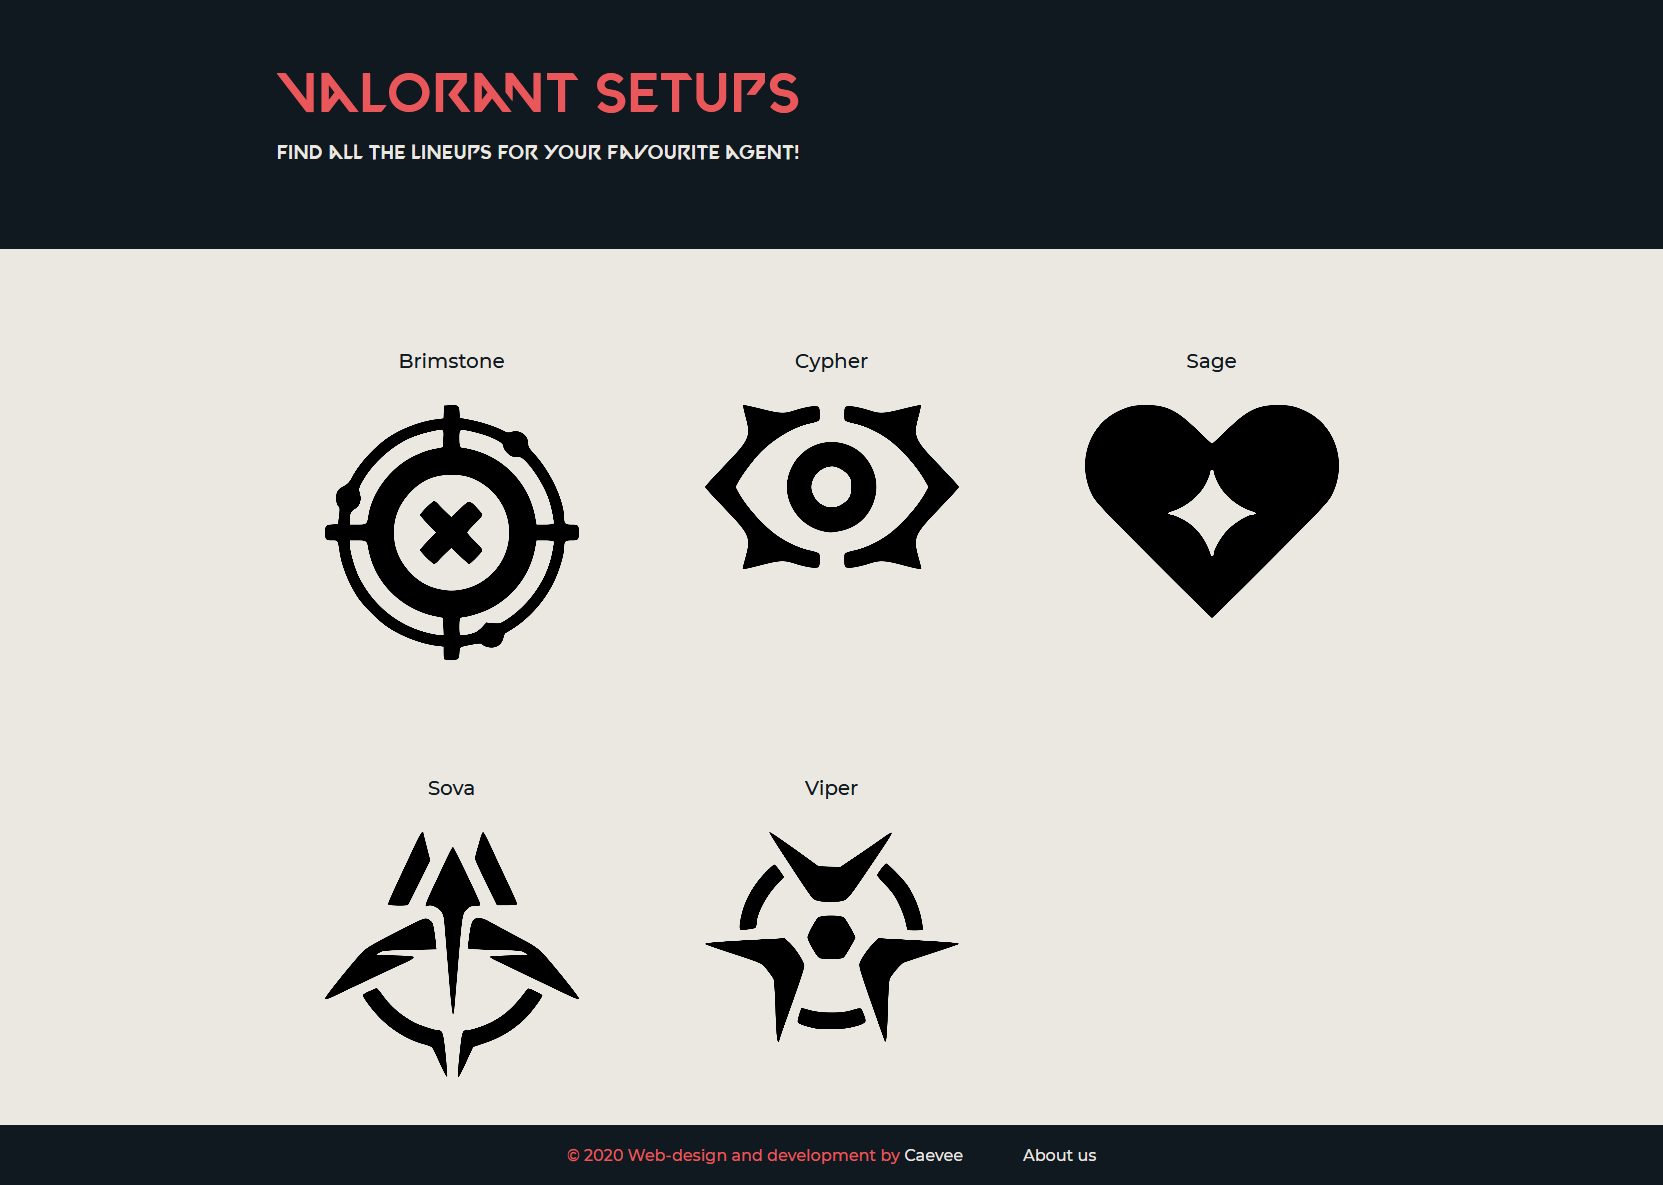 VALORANT SETUPS
FIND ALL THE LINEUPS FOR YOUR FAVOURITE AGENT!
Brimstone
Cypher
Sage
Sova
Viper
© 2020 Web-design and development by Caevee
About us